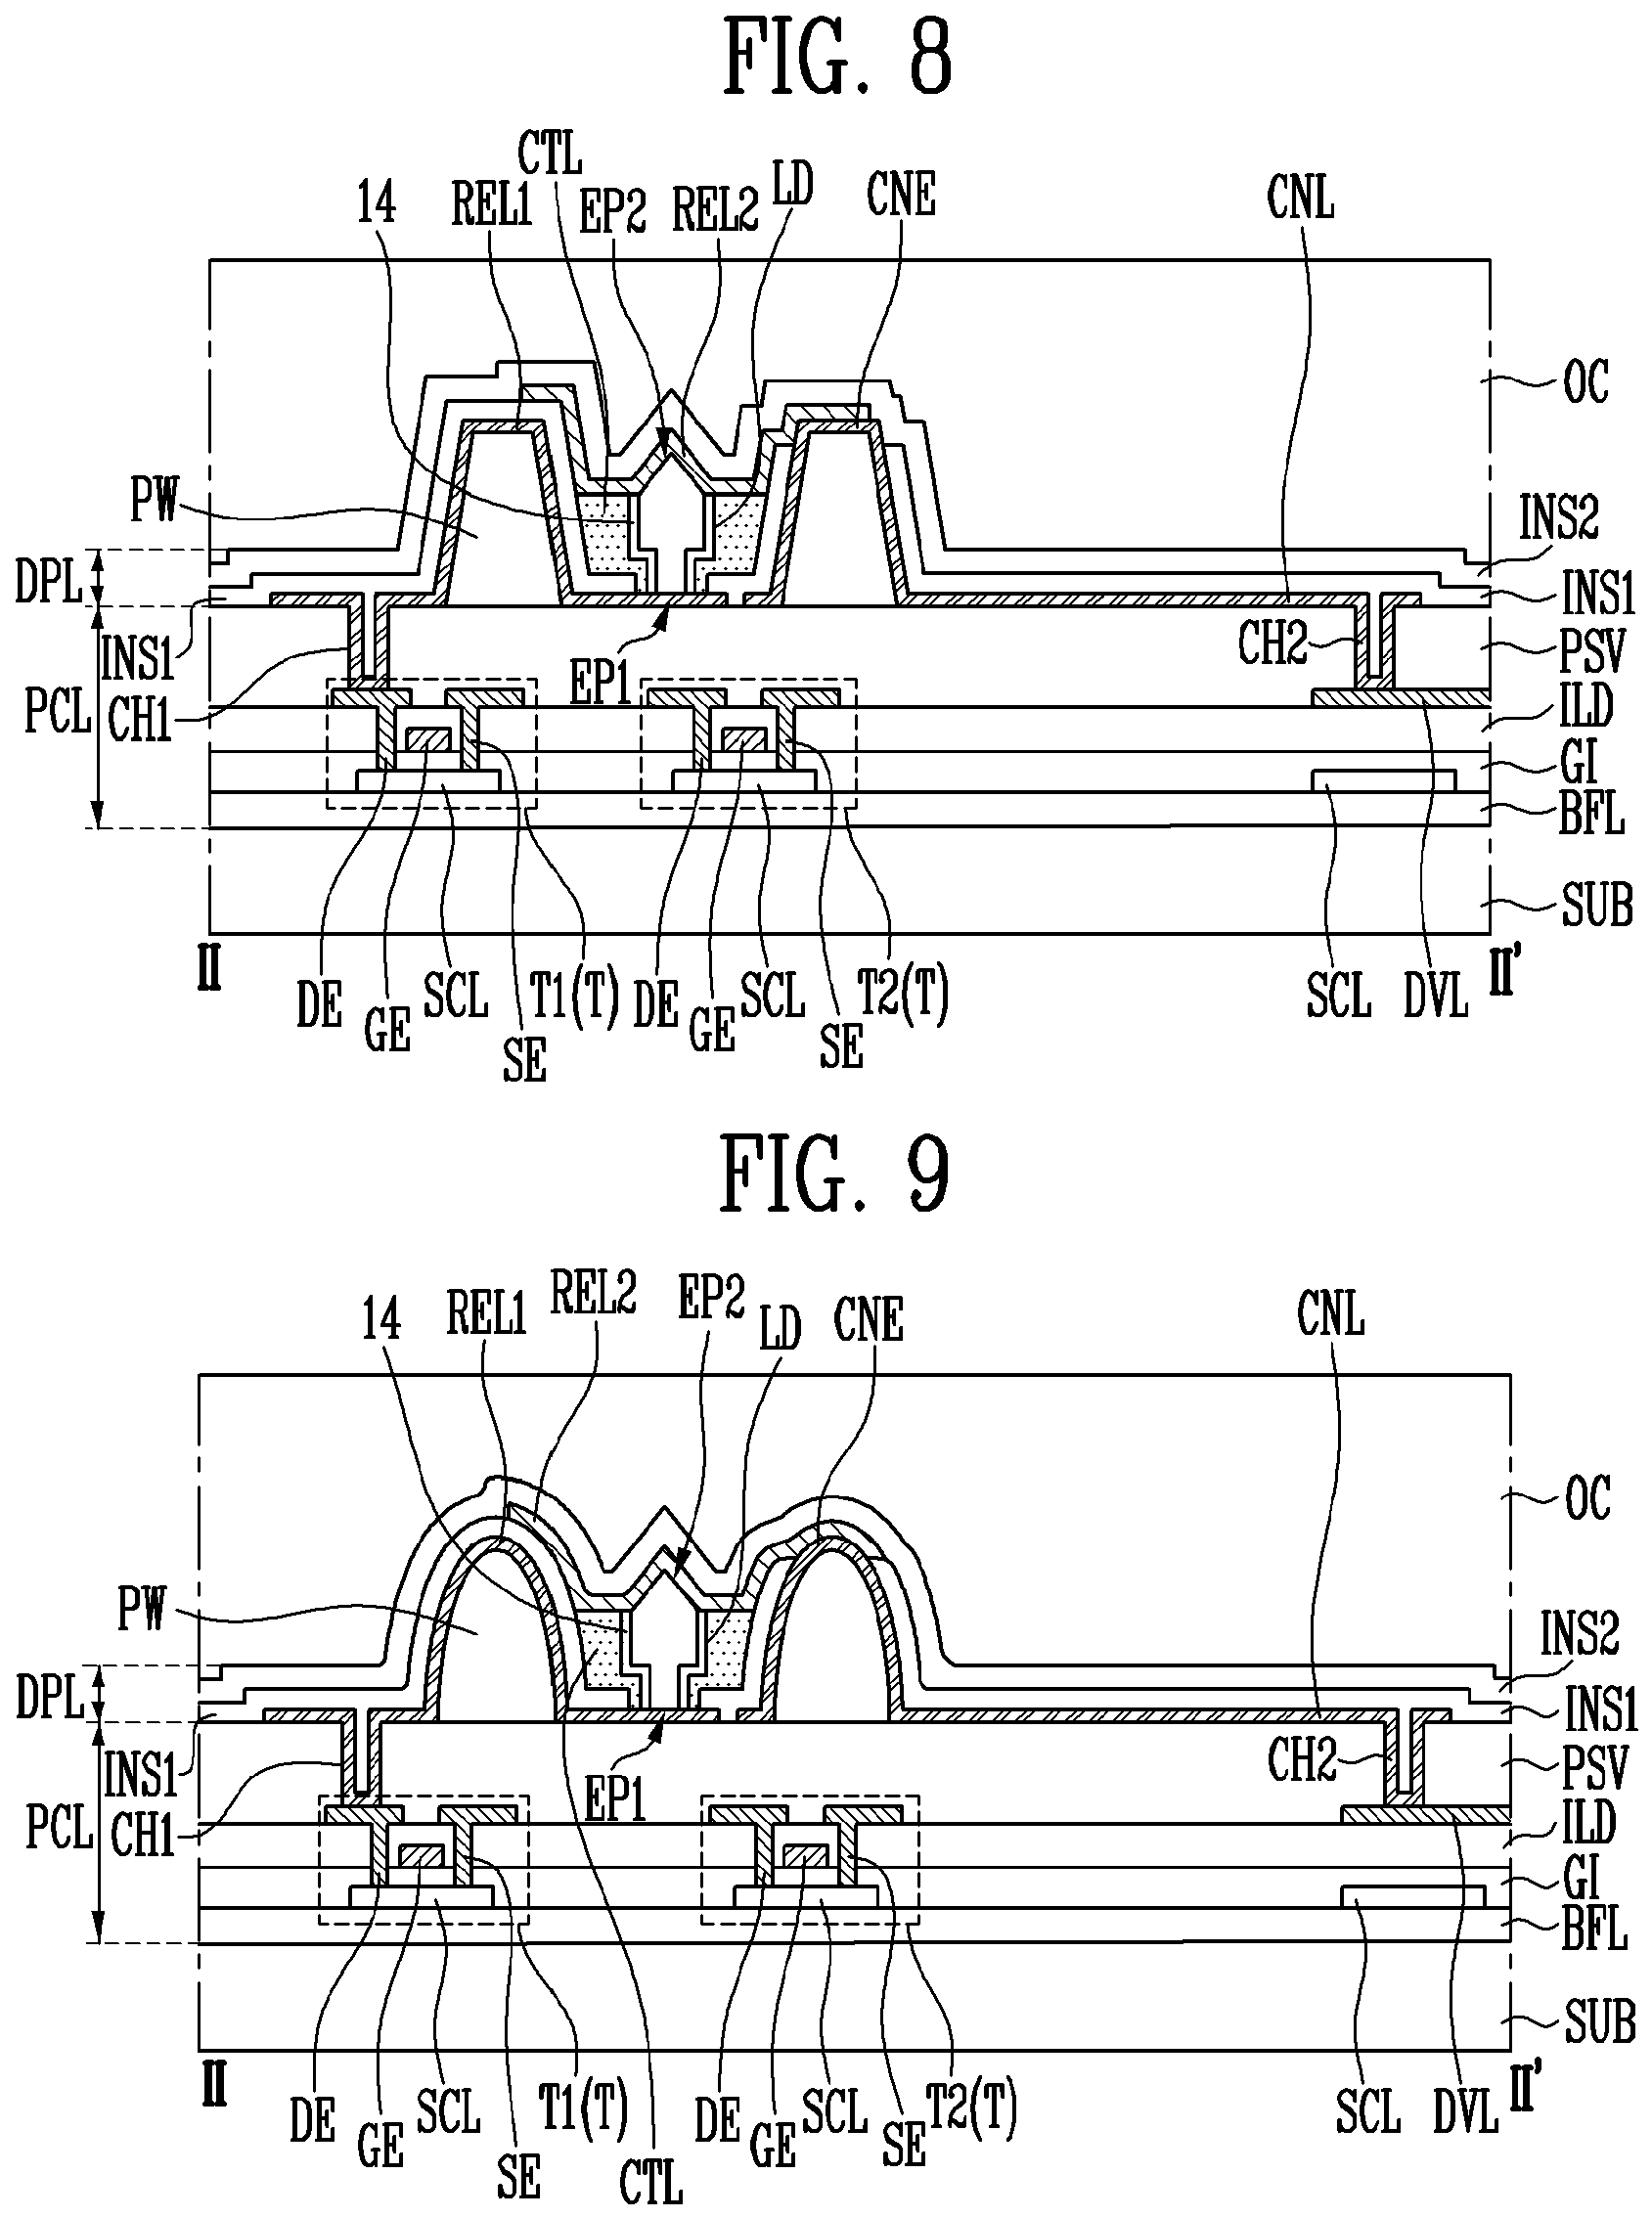 FIG. 8
CTL
14
REL1
EP2
REL2
LD
CNE
CNL
OC
PW
INS2
DPL
INS1
INS1
CH2
PSV
EP1
PCL
CH1
ILD
GI
BFL
SUB
II
II'
DE
GE
SCL
SE
T1(T)
DE
GE
SCL
SE
T2(T)
SCL
DVL
FIG. 9
14
REL1
REL2
EP2
LD
CNE
CNL
OC
PW
INS2
DPL
INS1
INS1
CH2
PSV
EP1
PCL
CH1
ILD
GI
BFL
SUB
II
II'
DE
GE
SCL
SE
T1(T)
CTL
DE
GE
SCL
SE
T2(T)
SCL
DVL